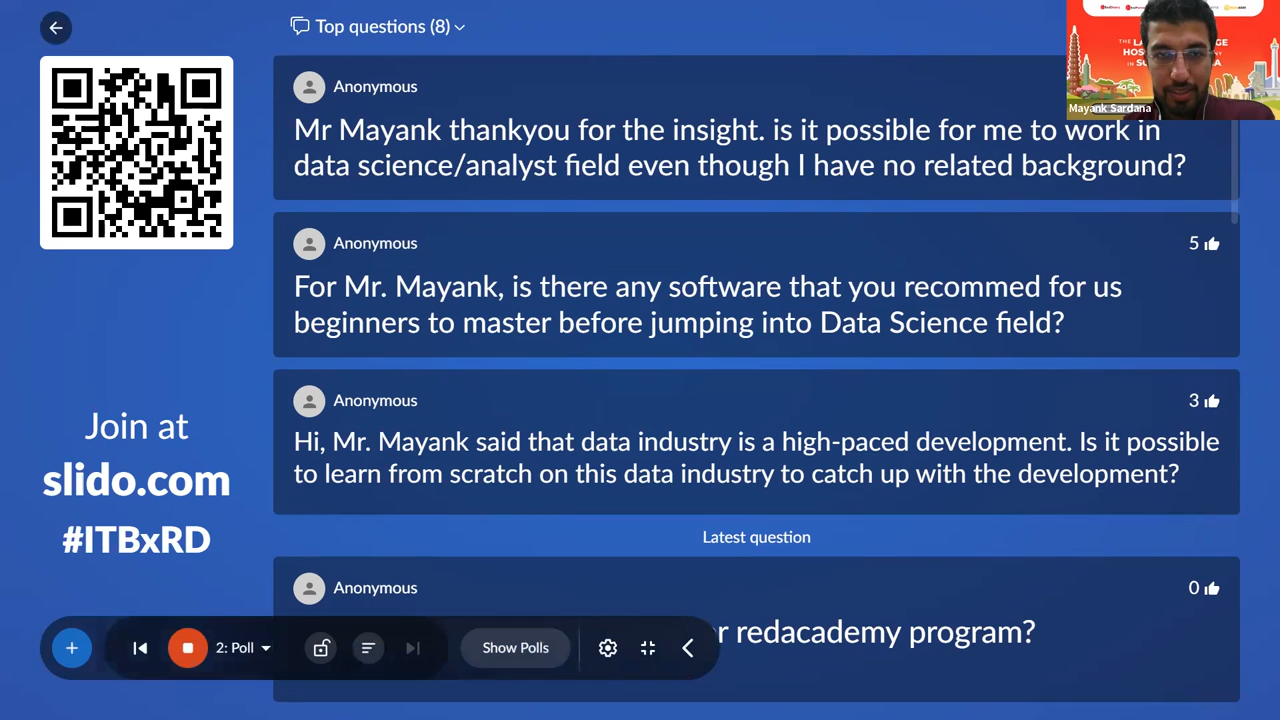 Top questions (8)
Anonymous
Mr Mayank thankyou for the insight. is it possible for me to work in
data science/analyst field even though I have no related background?
Mayank Sardana
Anonymous
5
For Mr. Mayank, is there any software that you recommed for us
beginners to master before jumping into Data Science field?
Anonymous
3
Hi, Mr. Mayank said that data industry is a high-paced development. Is it possible
to learn from scratch on this data industry to catch up with the development?
Latest question
Anonymous
0
redacademy program?
Join at
slido.com
#ITBxRD
2: Poll
Show Polls
THE
IN